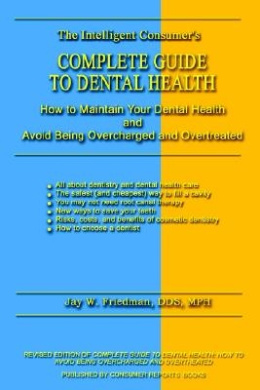 The Intelligent Consumer's
COMPLETE GUIDE
TO DENTAL HEALTH
How to Maintain Your Dental Health
and
Avoid Being Overcharged and Overtreated
All about dentistry and dental health care
The safest (and cheapest) way to fill a cavity
You may not need root canal therapy
New ways to save your teeth
Risks, costs, and benefits of cosmetic dentistry
How to choose a dentist
Jay W. Friedman, DDS, MPH
REVISED EDITION OF COMPLETE GUIDE TO DENTAL HEALTH: HOW TO
AVOID BEING OVERCHARGED AND OVERTREATED
PUBLISHED BY CONSUMER REPORTS BOOKS